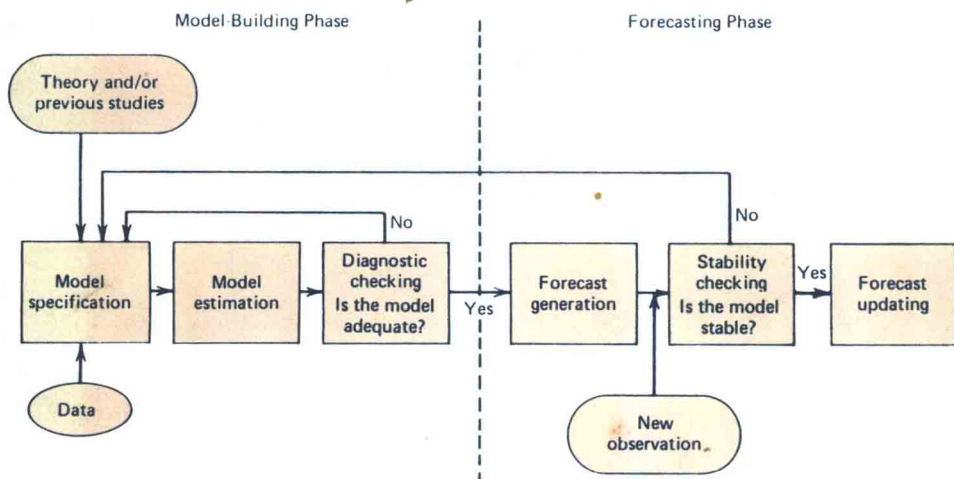 Model-Building Phase
Forecasting Phase
Theory and/or
previous studies
No
No
Model
specification
Model
estimation
Diagnostic
checking
Is the model
adequate?
Yes
Forecast
generation
Stability
checking
Is the model
stable?
Yes
Forecast
updating
Data
New
observation